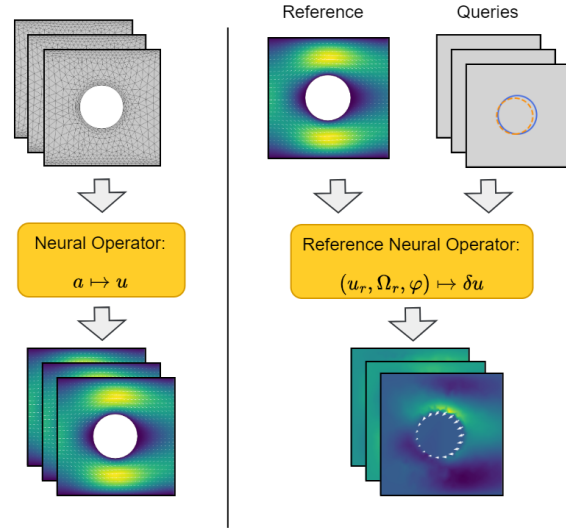 Reference
Queries
Neural Operator:
a ↦ u
Reference Neural Operator:
(u_r, Ω_r, φ) ↦ δu